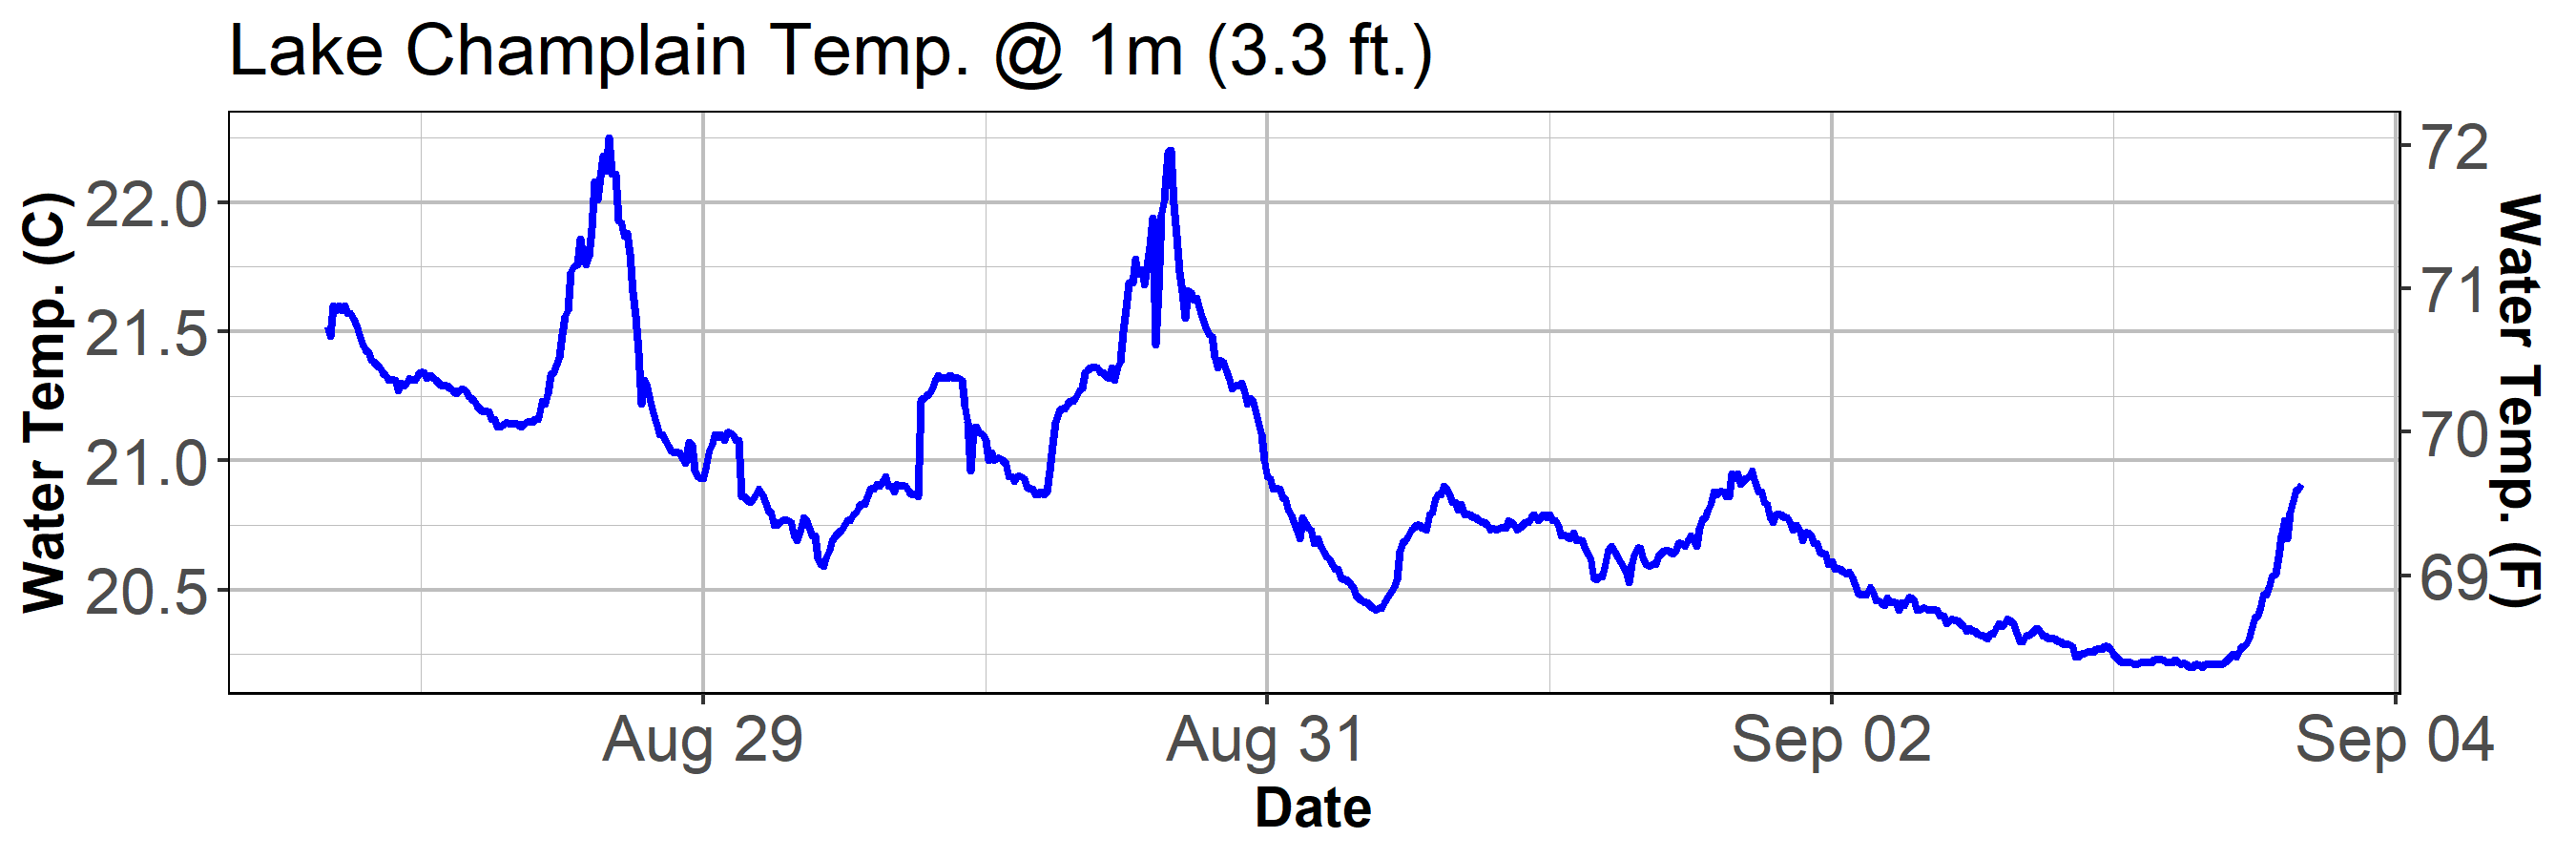 Lake Champlain Temp. @ 1m (3.3 ft.)
Water Temp. (C)
22.0
21.5
21.0
20.5
72
71
70
69
Water Temp. (F)
Aug 29
Aug 31
Sep 02
Sep 04
Date